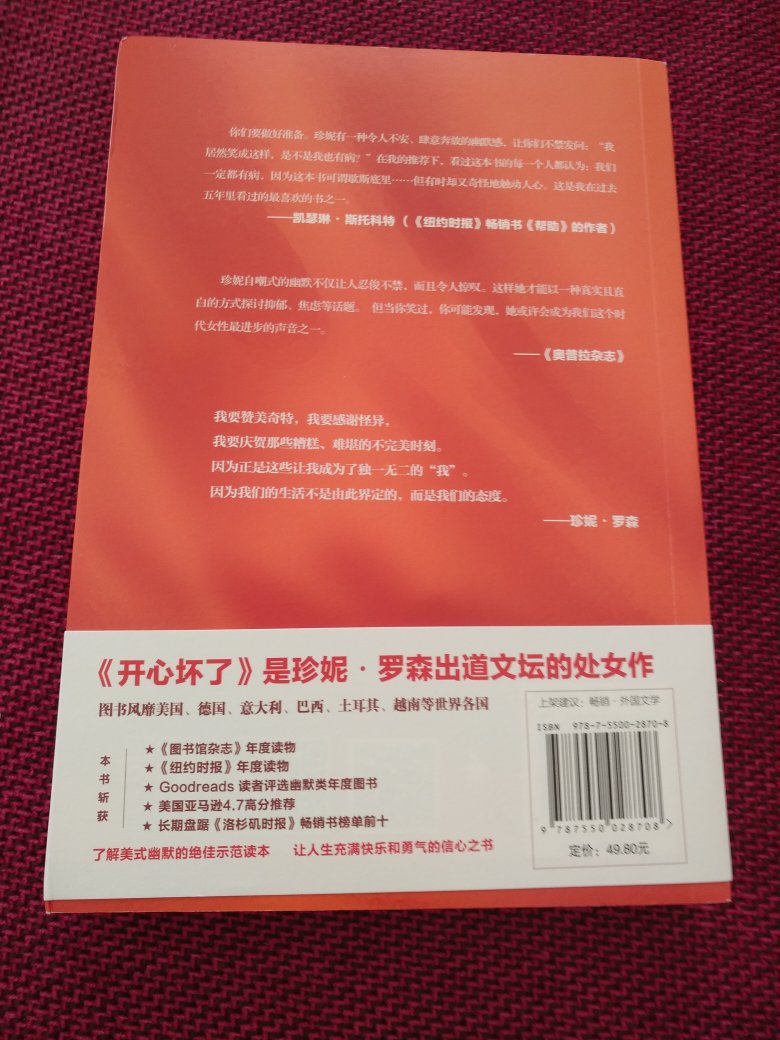 你们要做好准备。珍妮有一种令人不安、肆意奔放的幽默感，让你们不禁发问：“我
居然笑成这样，是不是我也有病？”在我的推荐下，看过这本书的每一个人都认为：我们
一定都有病，因为这本书可谓歇斯底里……但有时却又奇怪地触动人心。这是我在过去
五年里看过的最喜欢的书之一。
——凯瑟琳·斯托科特（《纽约时报》畅销书《帮助》的作者）
珍妮自嘲式的幽默不仅让人忍俊不禁，而且令人惊叹。这样她才能以一种真实且直
白的方式探讨抑郁、焦虑等话题。但当你笑过，你可能发现，她或许会成为我们这个时
代女性最进步的声音之一。
——《奥普拉杂志》
我要赞美奇特，我要感谢怪异，
我要庆贺那些糟糕、难堪的不完美时刻。
因为正是这些让我成为了独一无二的“我”。
因为我们的生活不是由此界定的，而是我们的态度。
——珍妮·罗森
《开心坏了》是珍妮·罗森出道文坛的处女作
图书风靡美国、德国、意大利、巴西、土耳其、越南等世界各国
本书斩获
★《图书馆杂志》年度读物
★《纽约时报》年度读物
★ Goodreads 读者评选幽默类年度图书
★ 美国亚马逊4.7高分推荐
★ 长期盘踞《洛杉矶时报》畅销书榜单前十
了解美式幽默的绝佳示范读本 让人生充满快乐和勇气的信心之书
上架建议：畅销·外国文学
ISBN 978-7-5500-2870-8
9 787550 028708 >
定价：49.80元